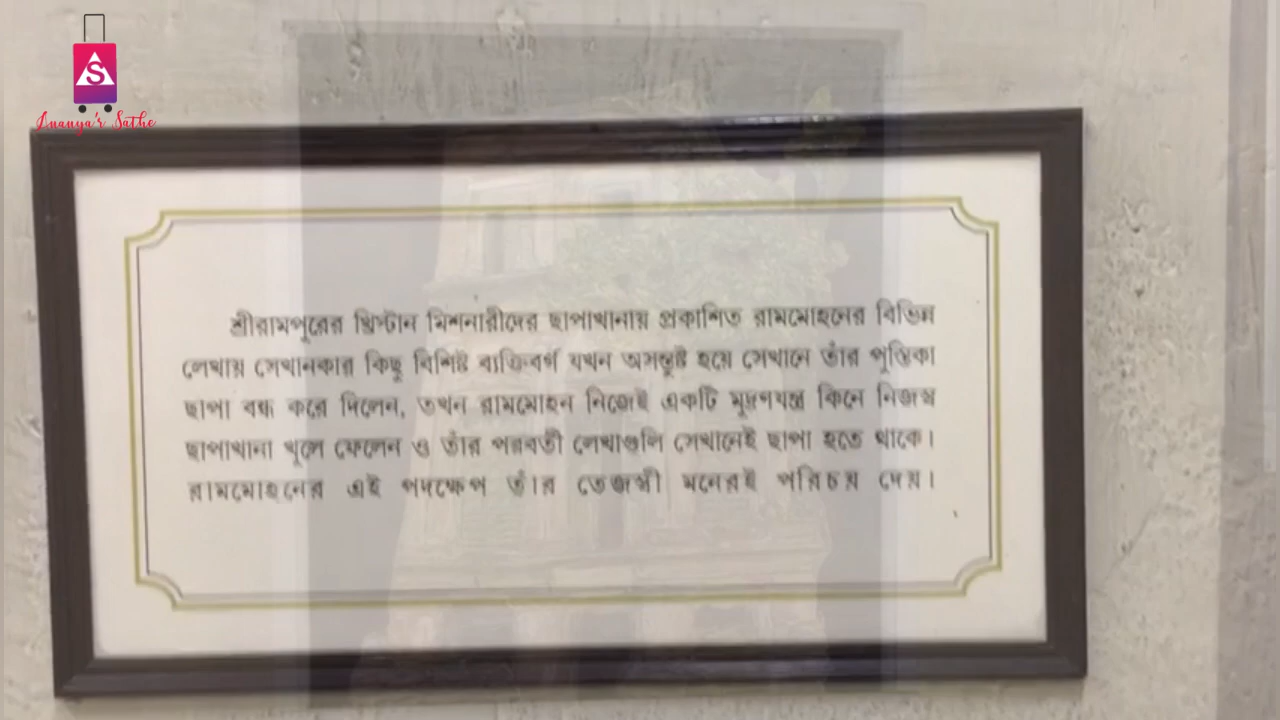 Ananya'r Sathe
শ্রীরামপুরের খ্রিস্টান মিশনারীদের ছাপাখানায় প্রকাশিত রামমোহনের বিভিন্ন
লেখায় সেখানকার কিছু বিশিষ্ট ব্যক্তিবর্গ যখন অসন্তুষ্ট হয়ে সেখানে তাঁর পুস্তিকা
ছাপা বন্ধ করে দিলেন, তখন রামমোহন নিজেই একটি মুদ্রণযন্ত্র কিনে নিজস্ব
ছাপাখানা খুলে ফেলেন ও তাঁর পরবর্তী লেখাগুলি সেখানেই ছাপা হতে থাকে।
রামমোহনের এই পদক্ষেপ তাঁর তেজস্বী মনেরই পরিচয় দেয়।